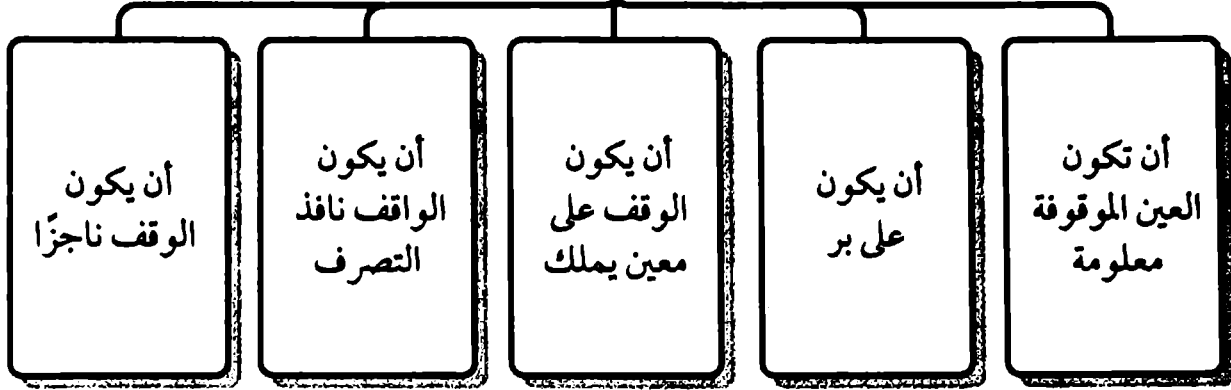 أن تكون
العين الموقوفة
معلومة
أن يكون
على بر
أن يكون
الوقف على
معين يملك
أن يكون
الواقف نافذ
التصرف
أن يكون
الوقف ناجزًا